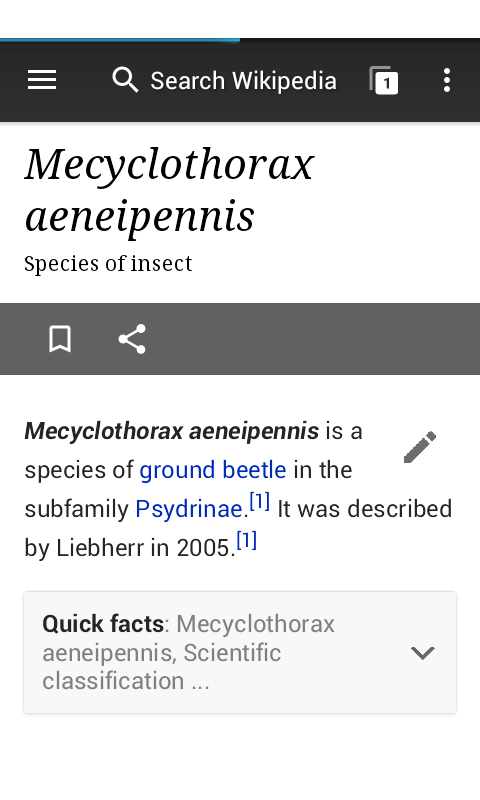 Search Wikipedia
1
Mecyclothorax
aeneipennis
Species of insect
Mecyclothorax aeneipennis is a
species of ground beetle in the
subfamily Psydrinae.[1] It was described
by Liebherr in 2005.[1]
Quick facts: Mecyclothorax
aeneipennis, Scientific
classification ...